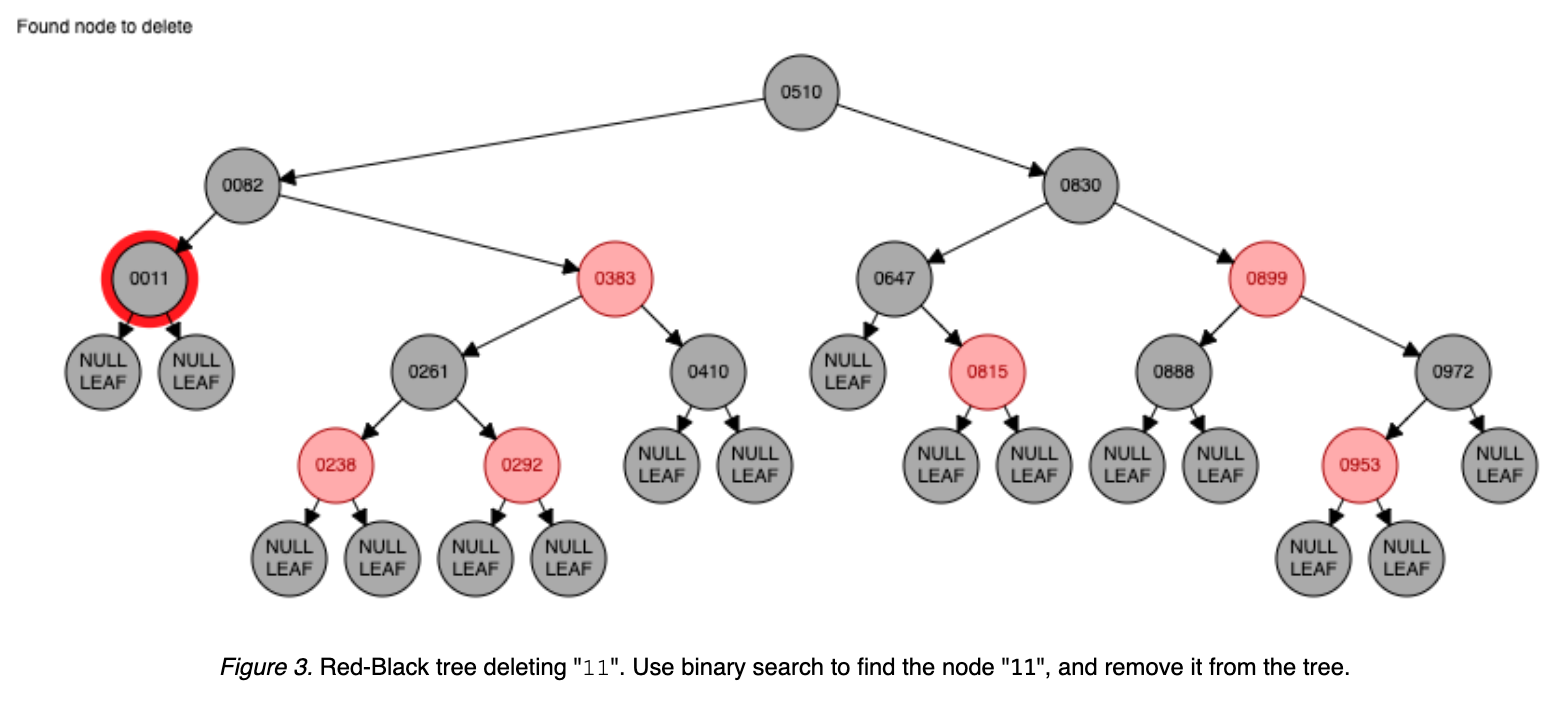 Found node to delete
0510
0082
0830
0011
0383
0647
0899
NULL
LEAF
NULL
LEAF
0261
0410
NULL
LEAF
0815
0888
0972
0238
0292
NULL
LEAF
NULL
LEAF
NULL
LEAF
NULL
LEAF
NULL
LEAF
NULL
LEAF
0953
NULL
LEAF
NULL
LEAF
NULL
LEAF
NULL
LEAF
NULL
LEAF
NULL
LEAF
NULL
LEAF
Figure 3. Red-Black tree deleting "11". Use binary search to find the node "11", and remove it from the tree.